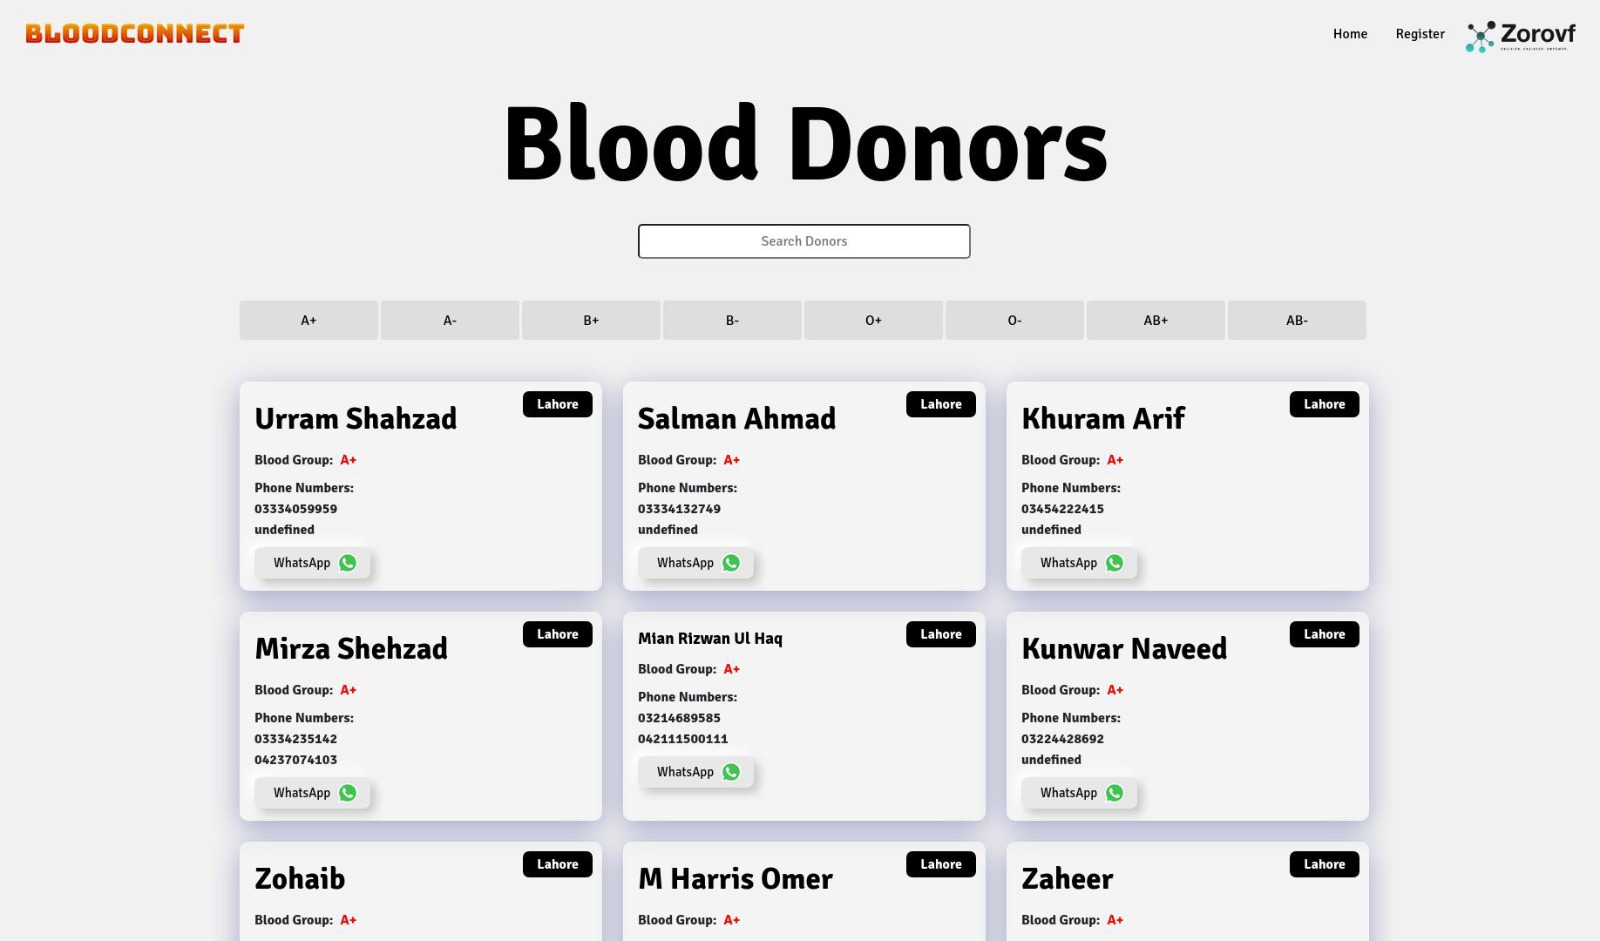 BLOODCONNECT
Home Register Zorovf
Blood Donors
Search Donors
A+ A- B+ B- O+ O- AB+ AB-
Lahore
Urram Shahzad
Blood Group: A+
Phone Numbers:
03334059959
undefined
WhatsApp
Lahore
Salman Ahmad
Blood Group: A+
Phone Numbers:
03334132749
undefined
WhatsApp
Lahore
Khuram Arif
Blood Group: A+
Phone Numbers:
03454222415
undefined
WhatsApp
Lahore
Mirza Shehzad
Blood Group: A+
Phone Numbers:
03334235142
04237074103
WhatsApp
Lahore
Mian Rizwan Ul Haq
Blood Group: A+
Phone Numbers:
03214689585
042111500111
WhatsApp
Lahore
Kunwar Naveed
Blood Group: A+
Phone Numbers:
03224428692
undefined
WhatsApp
Lahore
Zohaib
Blood Group: A+
Lahore
M Harris Omer
Blood Group: A+
Lahore
Zaheer
Blood Group: A+